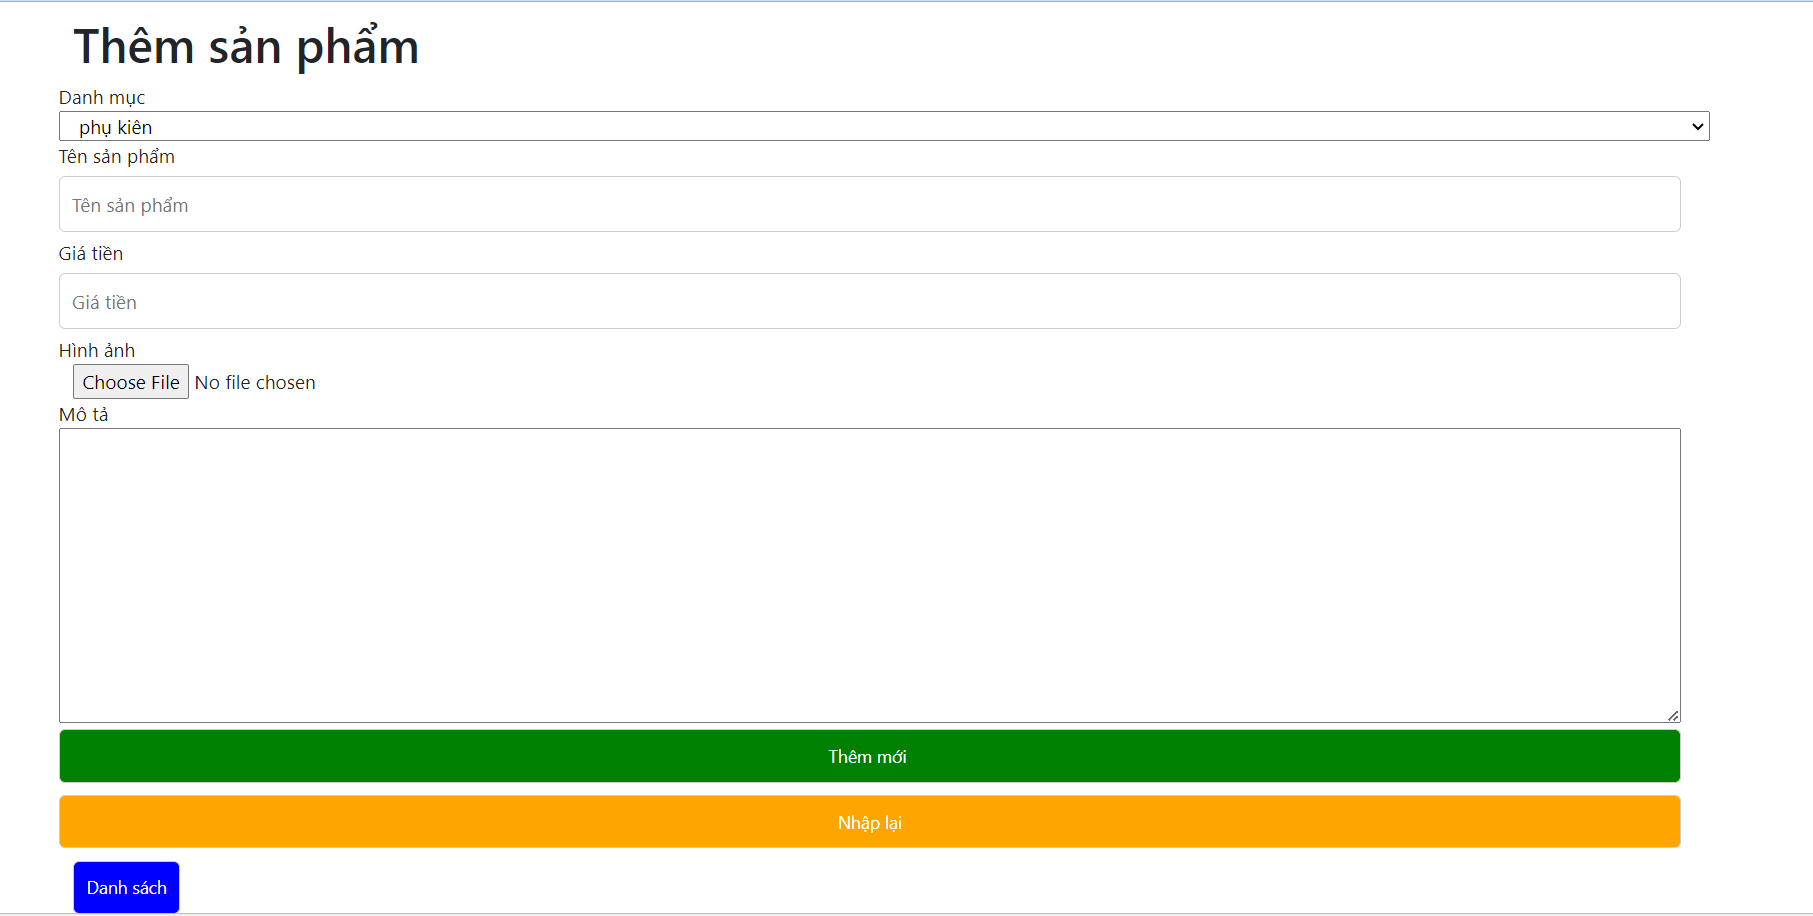 Thêm sản phẩm
Danh mục
phụ kiên
Tên sản phẩm
Tên sản phẩm
Giá tiền
Giá tiền
Hình ảnh
Choose File No file chosen
Mô tả
Thêm mới
Nhập lại
Danh sách